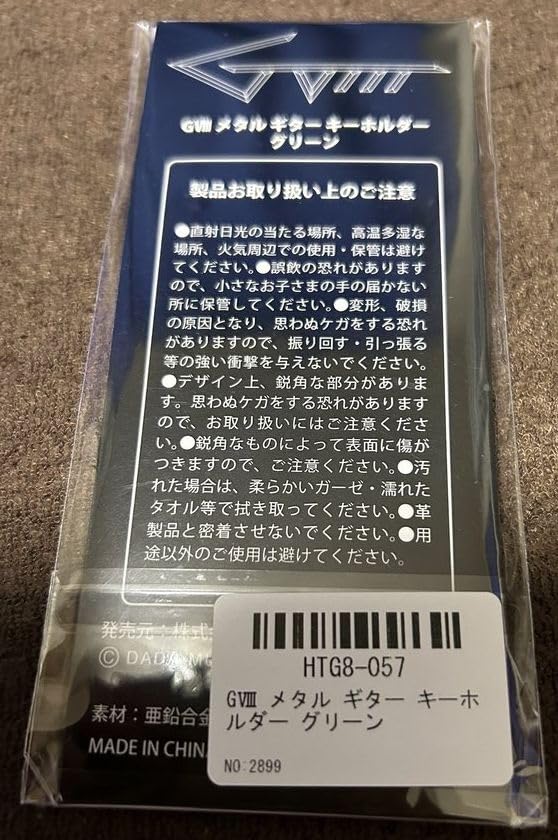 GⅧ
GⅧ メタル ギター キーホルダー
グリーン
製品お取り扱い上のご注意
●直射日光の当たる場所、高温多湿な
場所、火気周辺での使用・保管は避け
てください。●誤飲の恐れがあります
ので、小さなお子さまの手の届かない
所に保管してください。●変形、破損
の原因となり、思わぬケガをする恐れ
がありますので、振り回す・引っ張る
等の強い衝撃を与えないでください。
●デザイン上、鋭角な部分がありま
す。思わぬケガをする恐れがあります
ので、お取り扱いにはご注意くださ
い。●鋭角なものによって表面に傷が
つきますので、ご注意ください。●汚
れた場合は、柔らかいガーゼ・濡れた
タオル等で拭き取ってください。●革
製品と密着させないでください。●用
途以外のご使用は避けてください。
発売元：株式
© DADA M
素材：亜鉛合金
MADE IN CHINA
HTG8-057
GⅧ メタル ギター キーホ
ルダー グリーン
NO:2899